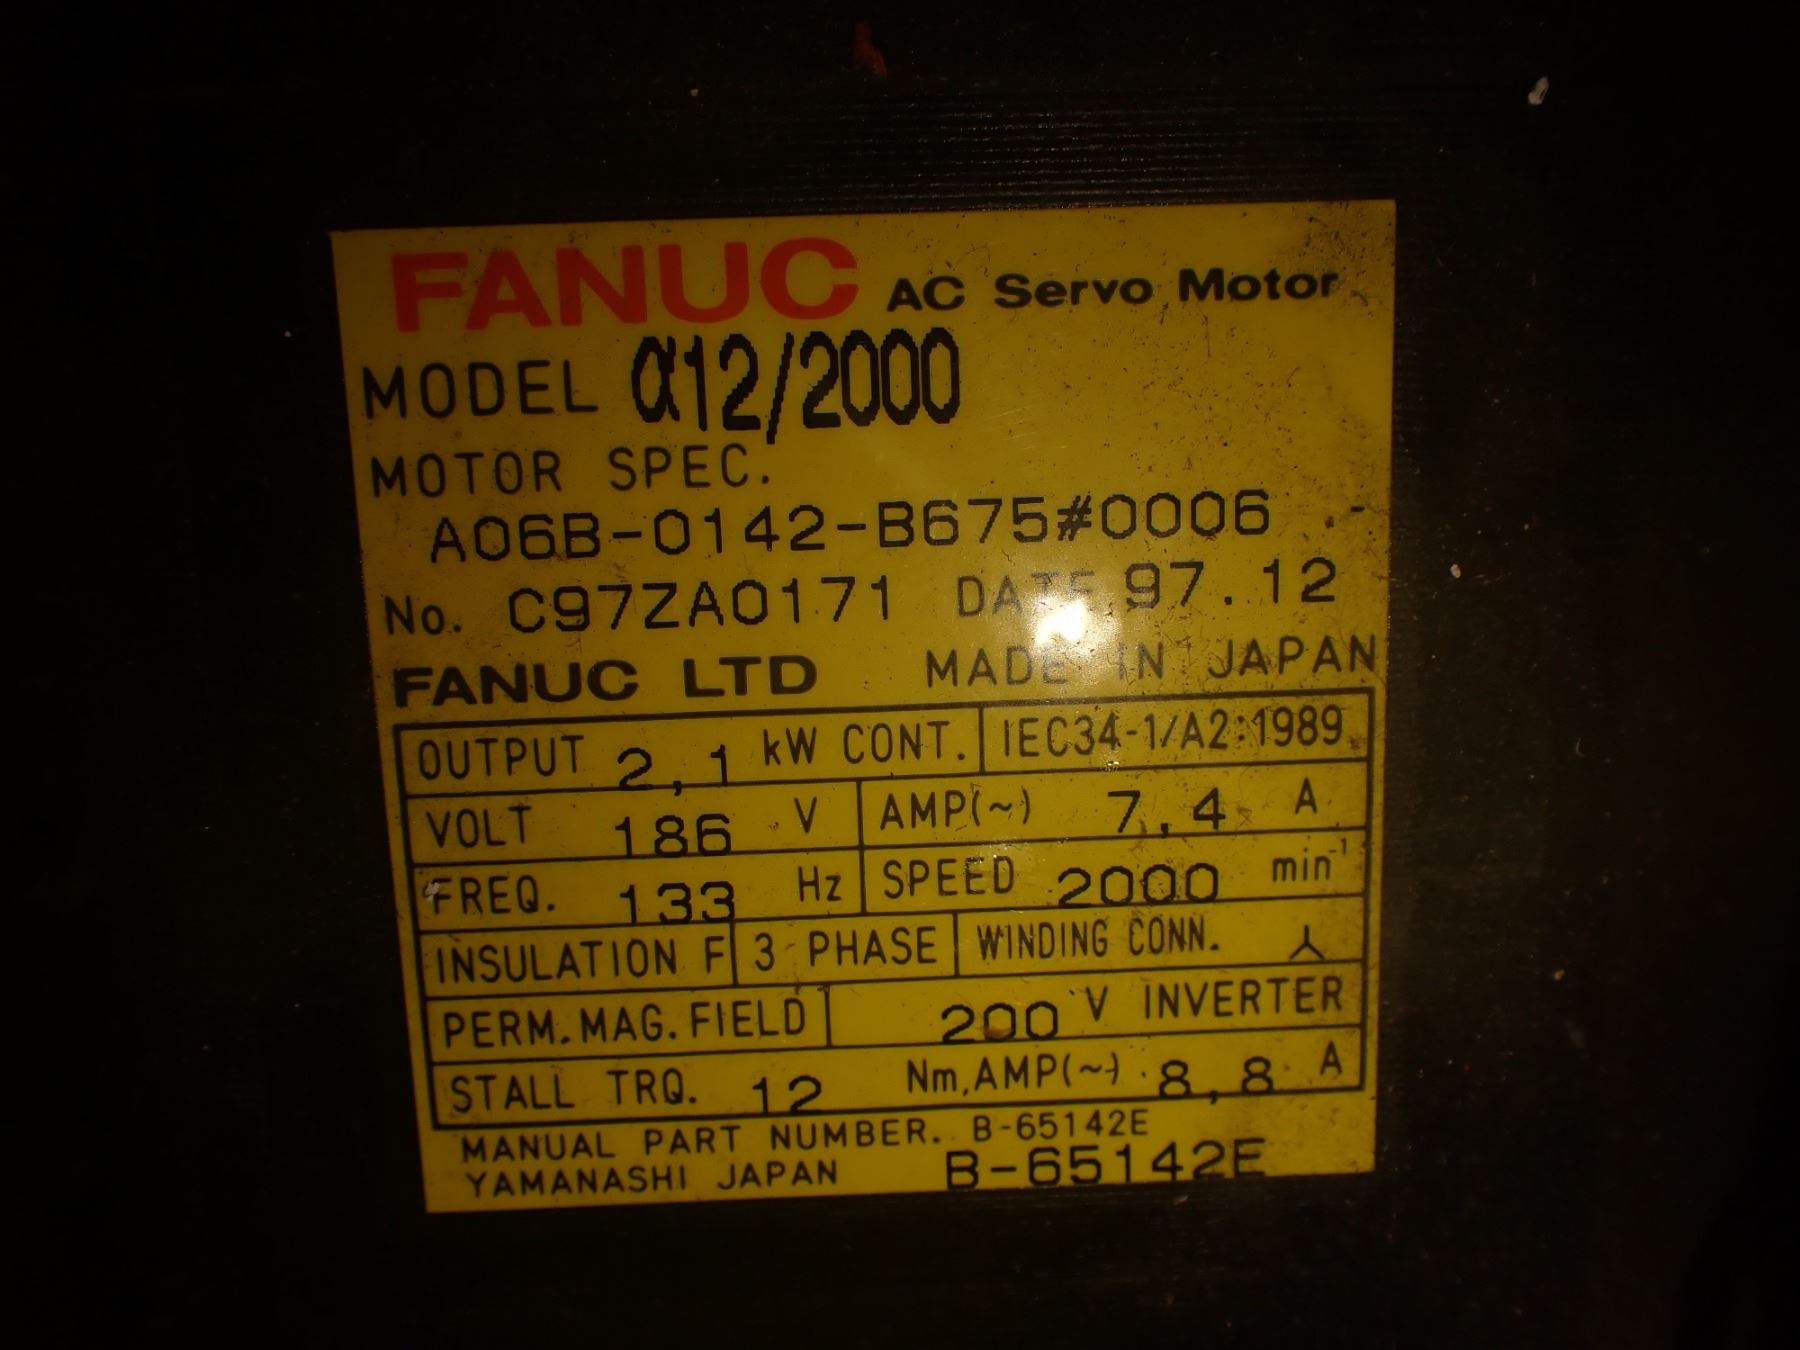 FANUC AC Servo Motor
MODEL α12/2000
MOTOR SPEC.
A06B-0142-B675#0006
No. C97ZA0171 DATE 97.12
FANUC LTD MADE IN JAPAN
OUTPUT 2,1 kW CONT. IEC34-1/A2:1989
VOLT 186 V AMP(~) 7,4 A
FREQ. 133 Hz SPEED 2000 min⁻¹
INSULATION F 3 PHASE WINDING CONN. 人
PERM. MAG. FIELD 200 V INVERTER
STALL TRQ. 12 Nm, AMP(~) 8,8 A
MANUAL PART NUMBER. B-65142E
YAMANASHI JAPAN B-65142E